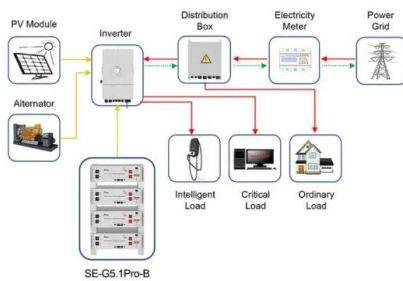 PV Module
Inverter
Distribution
Box
Electricity
Meter
Power
Grid
Alternator
Intelligent
Load
Critical
Load
Ordinary
Load
SE-G5.1Pro-B